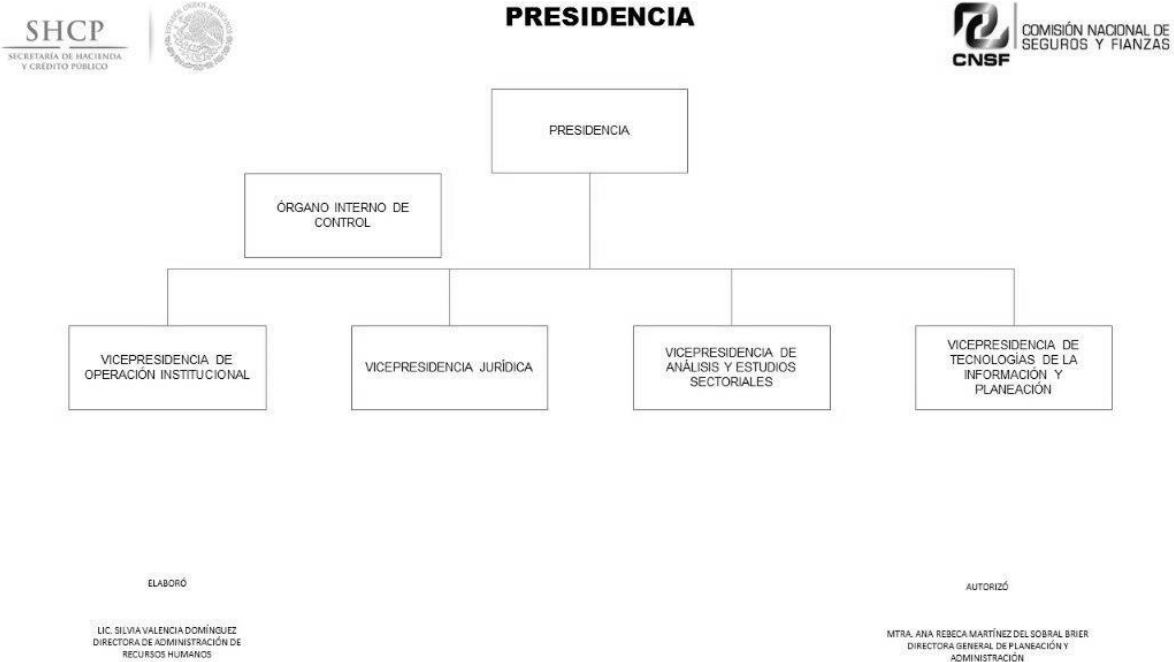 SHCP
SECRETARÍA DE HACIENDA
Y CRÉDITO PÚBLICO
PRESIDENCIA
CNSF
COMISIÓN NACIONAL DE
SEGUROS Y FIANZAS
PRESIDENCIA
ÓRGANO INTERNO DE
CONTROL
VICEPRESIDENCIA DE
OPERACIÓN INSTITUCIONAL
VICEPRESIDENCIA JURÍDICA
VICEPRESIDENCIA DE
ANÁLISIS Y ESTUDIOS
SECTORIALES
VICEPRESIDENCIA DE
TECNOLOGÍAS DE LA
INFORMACIÓN Y
PLANEACIÓN
ELABORÓ
LIC. SILVIA VALENCIA DOMÍNGUEZ
DIRECTORA DE ADMINISTRACIÓN DE
RECURSOS HUMANOS
AUTORIZÓ
MTRA. ANA REBECA MARTÍNEZ DEL SOBRAL BRIER
DIRECTORA GENERAL DE PLANEACIÓN Y
ADMINISTRACIÓN